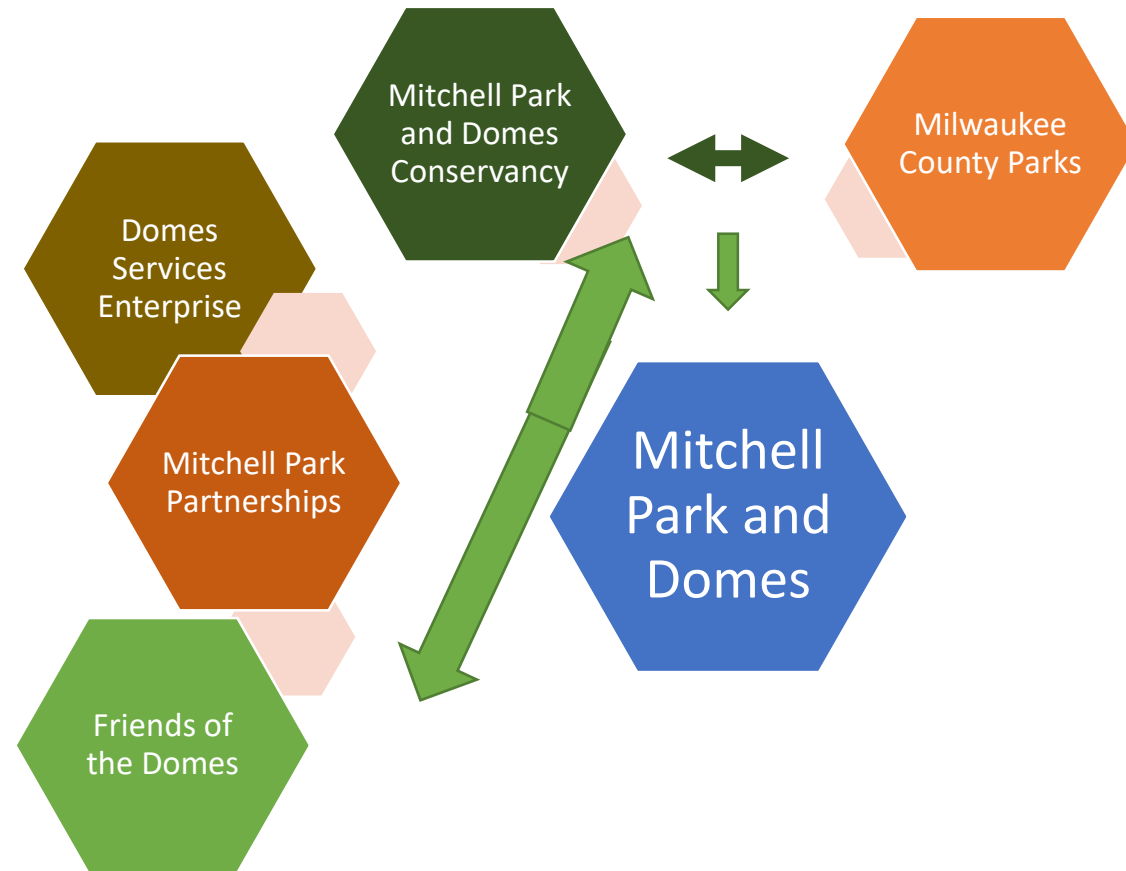 Mitchell Park
and Domes
Conservancy
Milwaukee
County Parks
Domes
Services
Enterprise
Mitchell Park
Partnerships
Mitchell
Park and
Domes
Friends of
the Domes